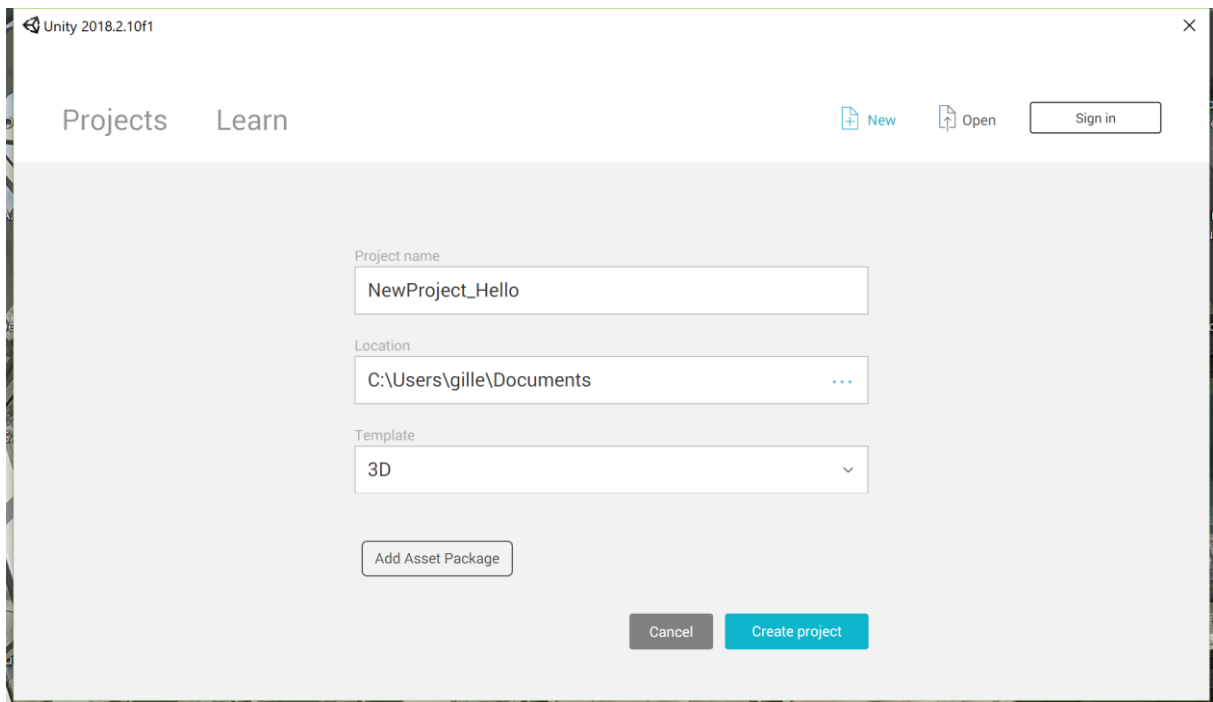 Unity 2018.2.10f1
Projects Learn New Open Sign in
Project name
NewProject_Hello
Location
C:\Users\gille\Documents
...
Template
3D
Add Asset Package
Cancel Create project